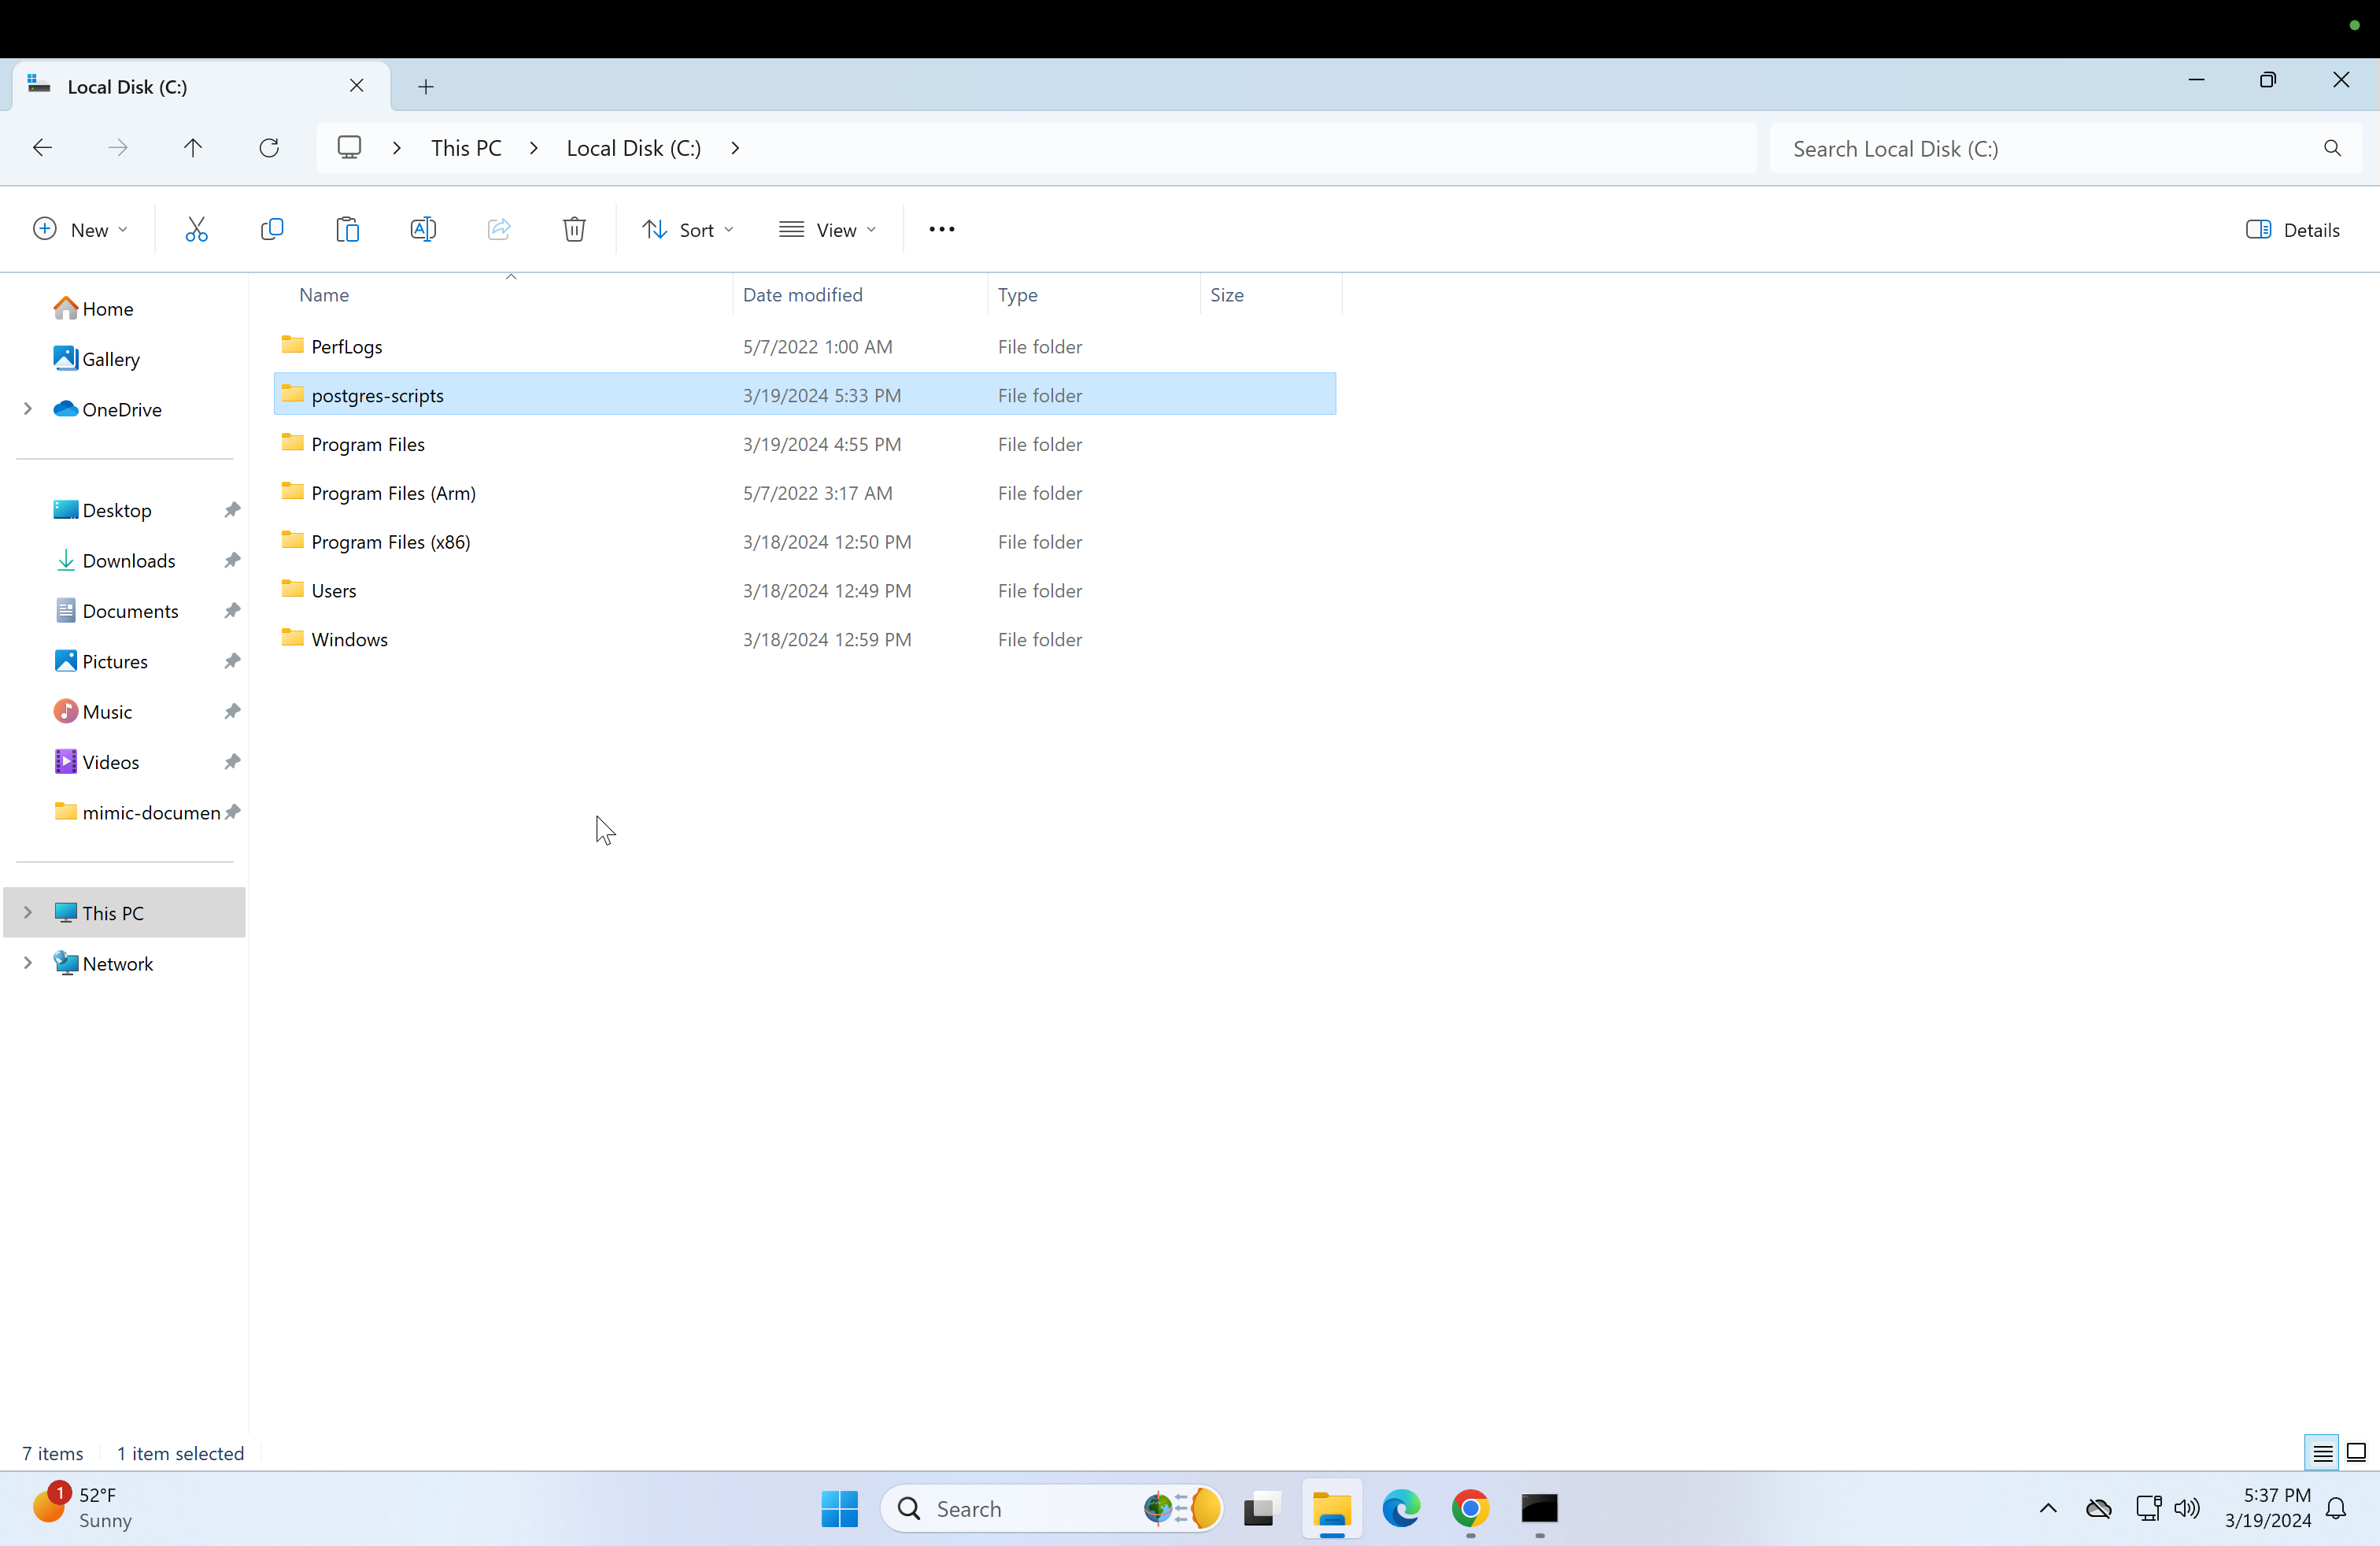 Local Disk (C:)
This PC Local Disk (C:)
Search Local Disk (C:)
New Sort View Details
Name Date modified Type Size
Home
Gallery
OneDrive
Desktop
Downloads
Documents
Pictures
Music
Videos
mimic-documen
This PC
Network
PerfLogs 5/7/2022 1:00 AM File folder
postgres-scripts 3/19/2024 5:33 PM File folder
Program Files 3/19/2024 4:55 PM File folder
Program Files (Arm) 5/7/2022 3:17 AM File folder
Program Files (x86) 3/18/2024 12:50 PM File folder
Users 3/18/2024 12:49 PM File folder
Windows 3/18/2024 12:59 PM File folder
7 items 1 item selected
1
52°F
Sunny
Search
5:37 PM
3/19/2024